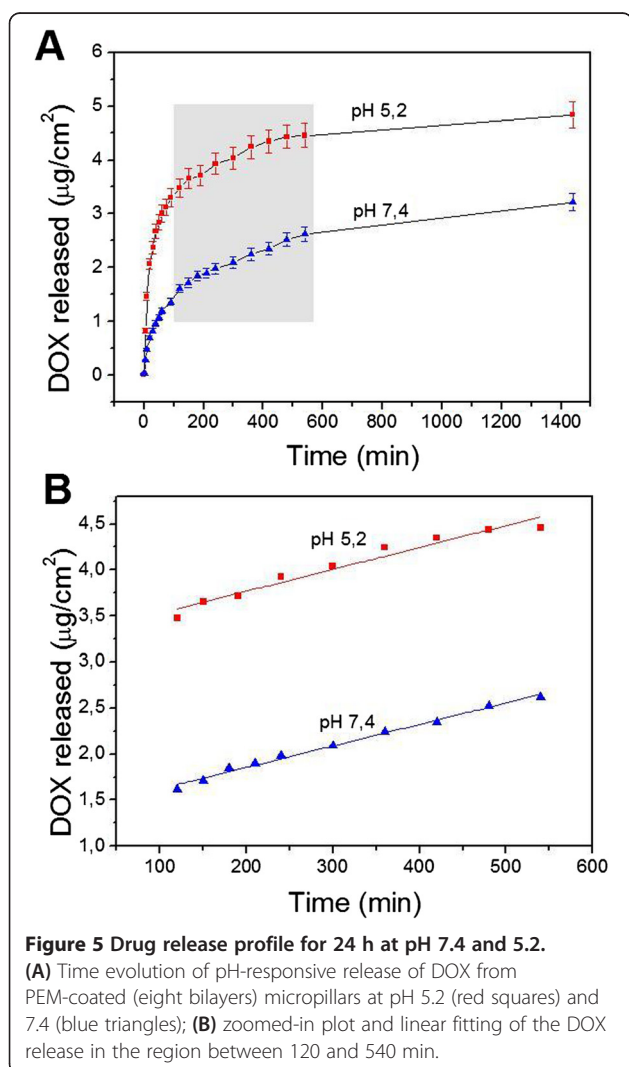 A
6
5
4
3
2
1
0
DOX released (μg/cm²)
pH 5,2
pH 7,4
0 200 400 600 800 1000 1200 1400
Time (min)
B
4,5
4,0
3,5
3,0
2,5
2,0
1,5
1,0
DOX released (μg/cm²)
pH 5,2
pH 7,4
100 200 300 400 500 600
Time (min)
Figure 5 Drug release profile for 24 h at pH 7.4 and 5.2.
(A) Time evolution of pH-responsive release of DOX from
PEM-coated (eight bilayers) micropillars at pH 5.2 (red squares) and
7.4 (blue triangles); (B) zoomed-in plot and linear fitting of the DOX
release in the region between 120 and 540 min.